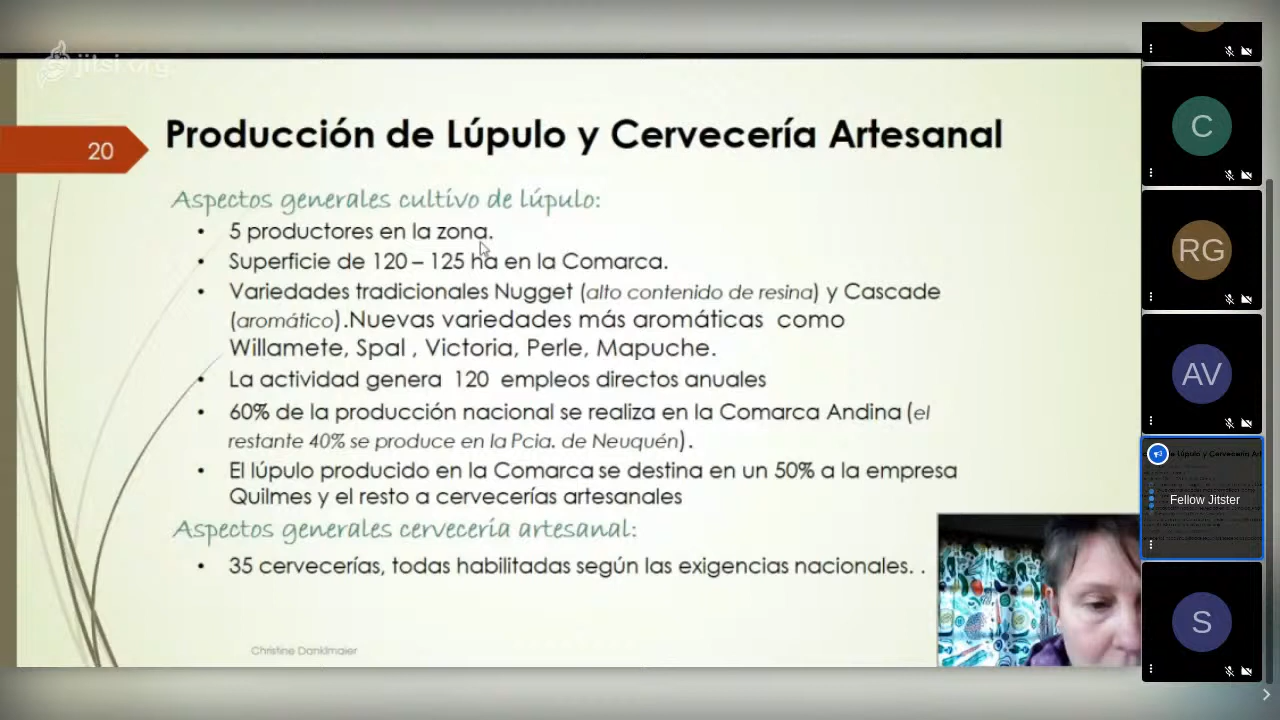 jitsi.org
20
Producción de Lúpulo y Cervecería Artesanal
Aspectos generales cultivo de lúpulo:
• 5 productores en la zona.
• Superficie de 120 – 125 ha en la Comarca.
• Variedades tradicionales Nugget (alto contenido de resina) y Cascade
(aromático).Nuevas variedades más aromáticas como
Willamete, Spal , Victoria, Perle, Mapuche.
• La actividad genera 120 empleos directos anuales
• 60% de la producción nacional se realiza en la Comarca Andina (el
restante 40% se produce en la Pcia. de Neuquén).
• El lúpulo producido en la Comarca se destina en un 50% a la empresa
Quilmes y el resto a cervecerías artesanales
Aspectos generales cervecería artesanal:
• 35 cervecerías, todas habilitadas según las exigencias nacionales. .
Christine Danklmaier
C
RG
AV
Fellow Jitster
S